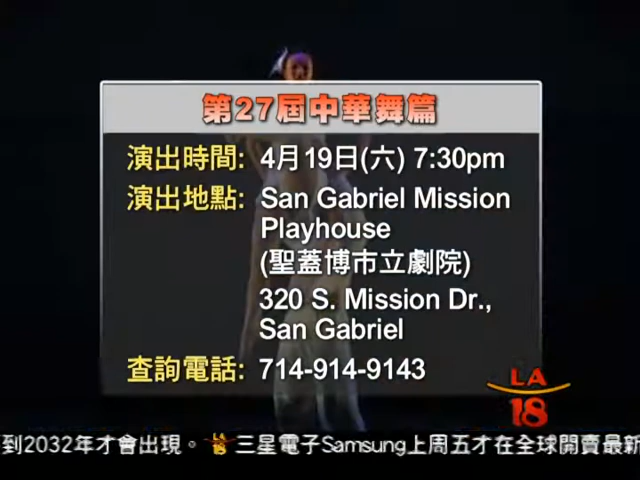 第27屆中華舞篇
演出時間: 4月19日(六) 7:30pm
演出地點: San Gabriel Mission
Playhouse
(聖蓋博市立劇院)
320 S. Mission Dr.,
San Gabriel
查詢電話: 714-914-9143
LA
18
到2032年才會出現。 三星電子Samsung上周五才在全球開賣最新